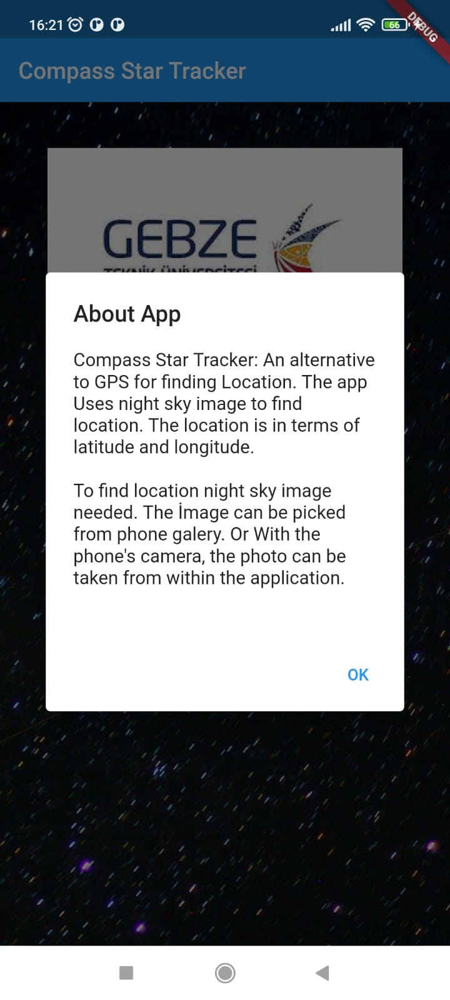 16:21
66
DEBUG
Compass Star Tracker
GEBZE
TEKNİK ÜNİVERSİTESİ
About App
Compass Star Tracker: An alternative
to GPS for finding Location. The app
Uses night sky image to find
location. The location is in terms of
latitude and longitude.
To find location night sky image
needed. The İmage can be picked
from phone galery. Or With the
phone's camera, the photo can be
taken from within the application.
OK